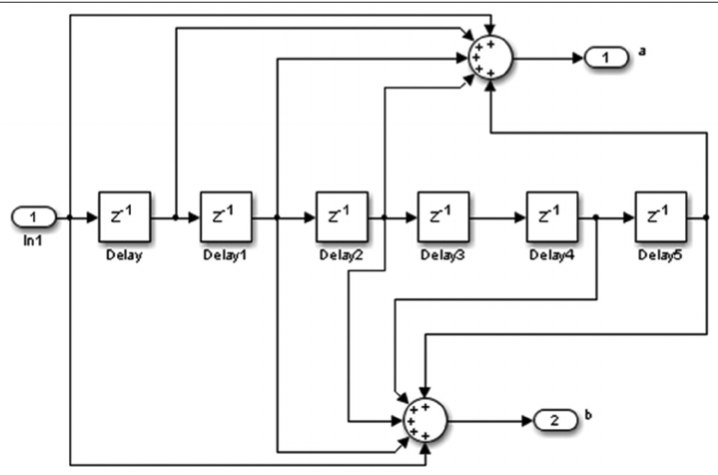 + +
+
+ +
1 a
1
In1
z-1
Delay
z-1
Delay1
z-1
Delay2
z-1
Delay3
z-1
Delay4
z-1
Delay5
+ +
+
+ +
2 b